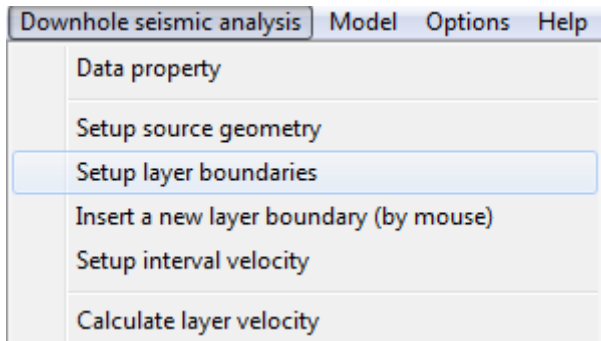 Downhole seismic analysis Model Options Help
Data property
Setup source geometry
Setup layer boundaries
Insert a new layer boundary (by mouse)
Setup interval velocity
Calculate layer velocity